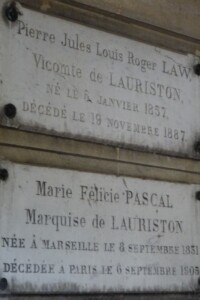 Pierre Jules Louis Roger LAW
Vicomte de LAURISTON,
NÉ LE 5 JANVIER 1857,
DÉCÉDÉ LE 19 NOVEMBRE 1887
Marie Félicie PASCAL
Marquise de LAURISTON
NÉE À MARSEILLE LE 8 SEPTEMBRE 1831
DÉCÉDÉE A PARIS LE 6 SEPTEMBRE 1905